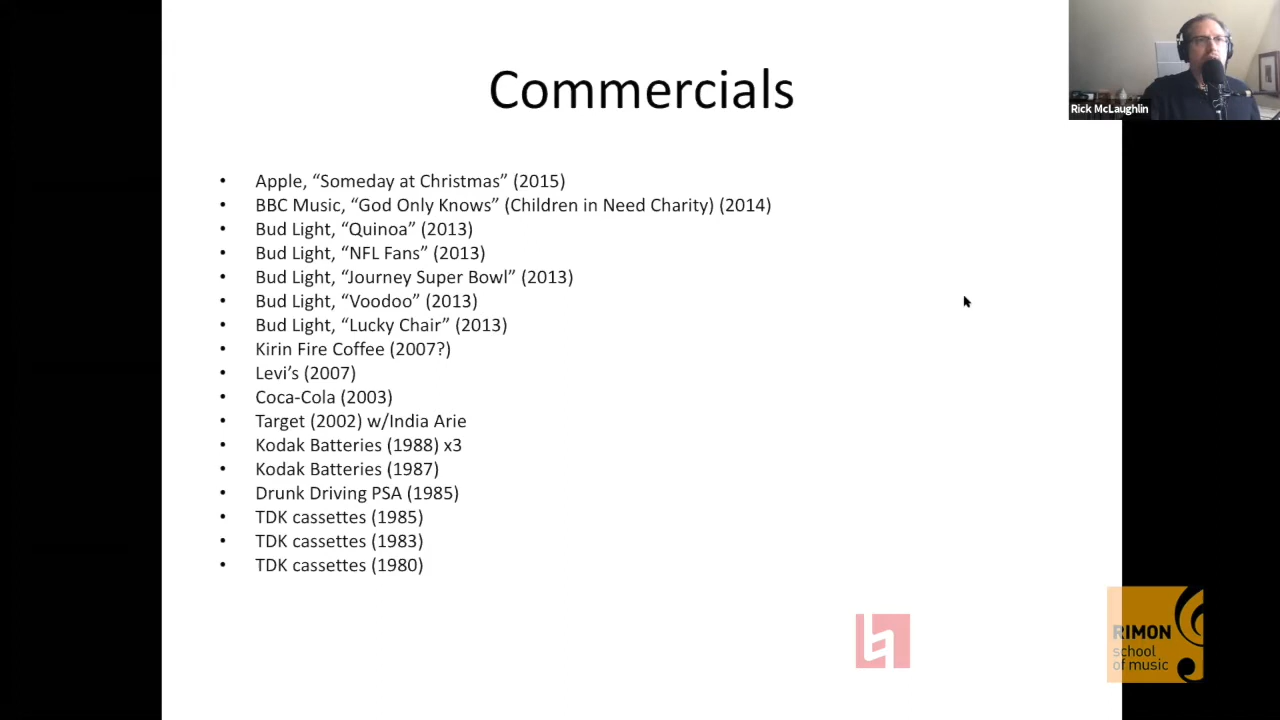 Commercials
Rick McLaughlin
• Apple, “Someday at Christmas” (2015)
• BBC Music, “God Only Knows” (Children in Need Charity) (2014)
• Bud Light, “Quinoa” (2013)
• Bud Light, “NFL Fans” (2013)
• Bud Light, “Journey Super Bowl” (2013)
• Bud Light, “Voodoo” (2013)
• Bud Light, “Lucky Chair” (2013)
• Kirin Fire Coffee (2007?)
• Levi’s (2007)
• Coca-Cola (2003)
• Target (2002) w/India Arie
• Kodak Batteries (1988) x3
• Kodak Batteries (1987)
• Drunk Driving PSA (1985)
• TDK cassettes (1985)
• TDK cassettes (1983)
• TDK cassettes (1980)
RIMON
school
of music